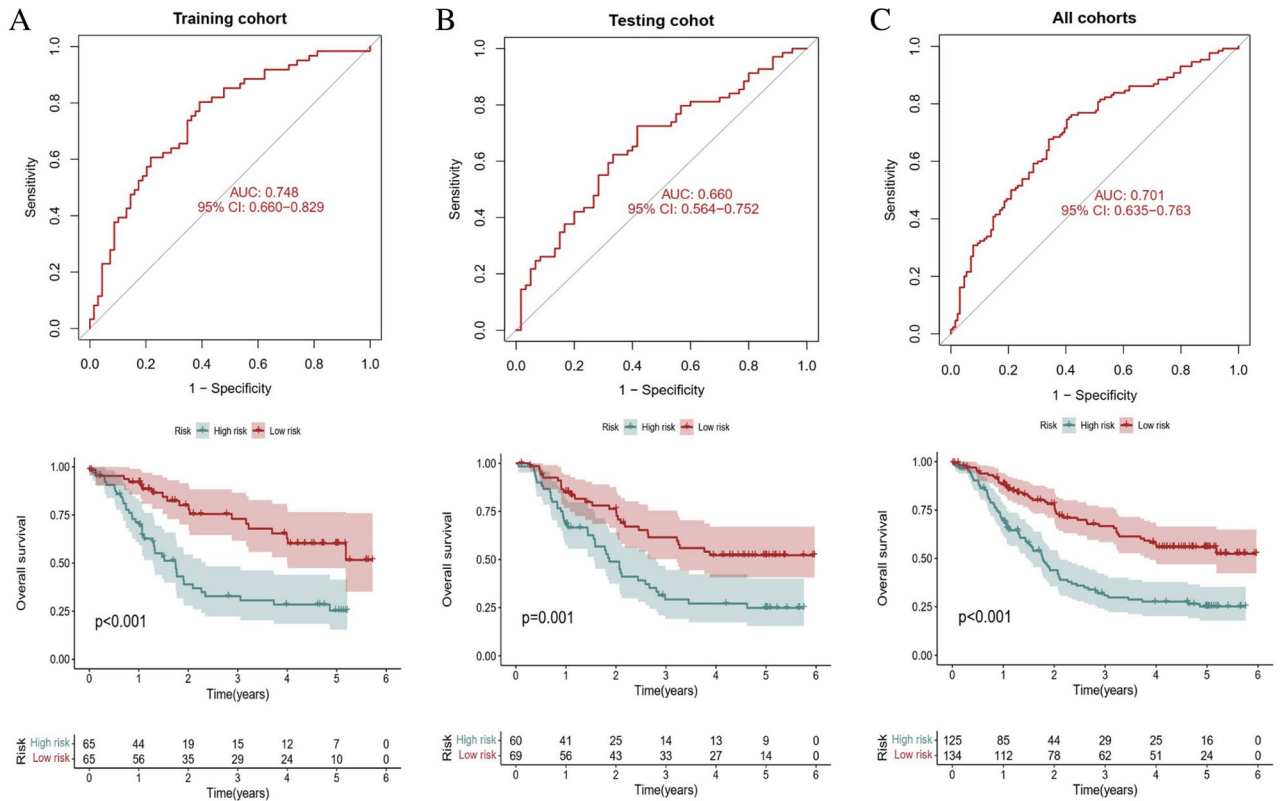 A
Training cohort
Sensitivity
1.0
0.8
0.6
0.4
0.2
0.0
AUC: 0.748
95% CI: 0.660−0.829
0.0 0.2 0.4 0.6 0.8 1.0
1 − Specificity
B
Testing cohot
Sensitivity
1.0
0.8
0.6
0.4
0.2
0.0
AUC: 0.660
95% CI: 0.564−0.752
0.0 0.2 0.4 0.6 0.8 1.0
1 − Specificity
C
All cohorts
Sensitivity
1.0
0.8
0.6
0.4
0.2
0.0
AUC: 0.701
95% CI: 0.635−0.763
0.0 0.2 0.4 0.6 0.8 1.0
1 − Specificity
Risk High risk Low risk
Overall survival
1.00
0.75
0.50
0.25
0.00
p<0.001
0 1 2 3 4 5 6
Time(years)
Risk High risk Low risk
Overall survival
1.00
0.75
0.50
0.25
0.00
p=0.001
0 1 2 3 4 5 6
Time(years)
Risk High risk Low risk
Overall survival
1.00
0.75
0.50
0.25
0.00
p<0.001
0 1 2 3 4 5 6
Time(years)
Risk
High risk 65 44 19 15 12 7 0
Low risk 65 56 35 29 24 10 0
0 1 2 3 4 5 6
Time(years)
Risk
High risk 60 41 25 14 13 9 0
Low risk 69 56 43 33 27 14 0
0 1 2 3 4 5 6
Time(years)
Risk
High risk 125 85 44 29 25 16 0
Low risk 134 112 78 62 51 24 0
0 1 2 3 4 5 6
Time(years)